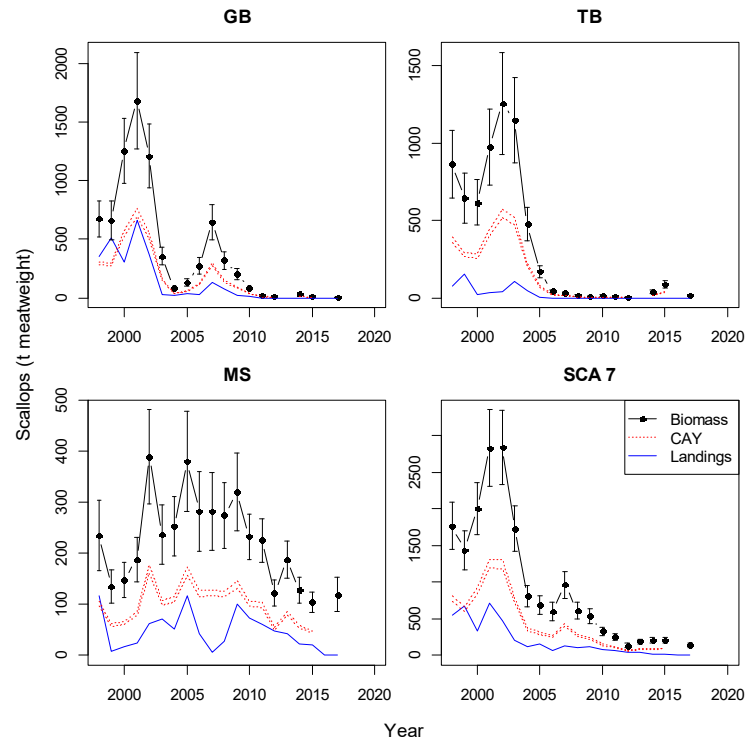 GB
TB
Scallops (t meatweight)
0 500 1000 1500 2000
0 500 1000 1500
2000 2005 2010 2015 2020
2000 2005 2010 2015 2020
MS
SCA 7
0 100 200 300 400 500
0 500 1500 2500
Biomass
CAY
Landings
2000 2005 2010 2015 2020
2000 2005 2010 2015 2020
Year